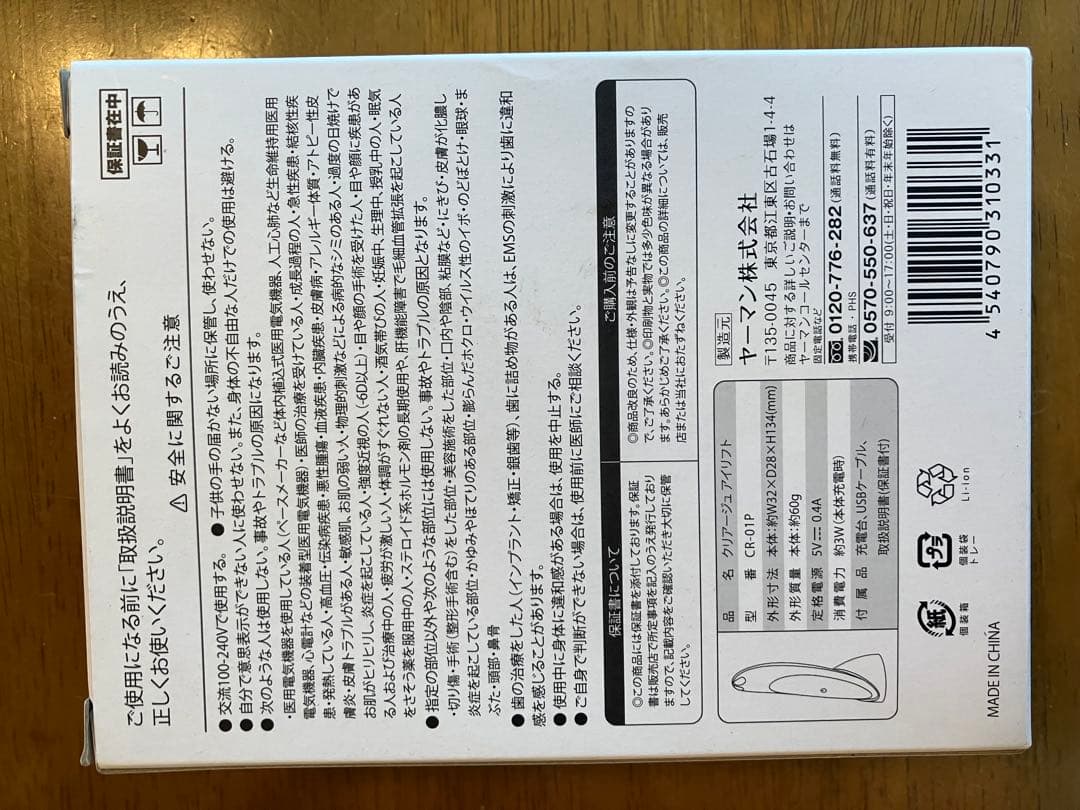 保証書在中
ご使用になる前に「取扱説明書」をよくお読みのうえ、
正しくお使いください。
⚠ 安全に関するご注意
●交流100-240Vで使用する。 ●子供の手の届かない場所に保管し、使わせない。
●自分で意思表示ができない人に使わせない。また、身体の不自由な人だけでの使用は避ける。
●次のような人は使用しない。事故やトラブルの原因になります。
・医用電気機器を使用している人(ペースメーカーなど体内植込式医用電気機器、人工心肺など生命維持用医用
電気機器、心電計などの装着型医用電気機器)・医師の治療を受けている人・成長過程の人・急性疾患・結核性疾
患・発熱している人・高血圧・伝染病疾患・悪性腫瘍・血液疾患・内臓疾患・皮膚病・アレルギー体質・アトピー性皮
膚炎・皮膚トラブルがある人・敏感肌、お肌の弱い人・物理的刺激などによる病的なシミのある人・過度の日焼けで
お肌がヒリヒリし、炎症を起こしている人・強度近視の人(-6D以上)・目や顔の手術を受けた人・目や顔に疾患があ
る人および治療中の人・疲労が激しい人・体調がすぐれない人・酒気帯びの人・妊娠中、生理中、授乳中の人・眠気
をさそう薬を服用中の人・ステロイド系ホルモン剤の長期使用や、肝機能障害で毛細血管拡張を起こしている人
●指定の部位以外や次のような部位には使用しない。事故やトラブルの原因となります。
・切り傷・手術(整形手術含む)をした部位・美容施術をした部位・口内や陰部、粘膜など・にきび・皮膚が化膿し
炎症を起こしている部位・かゆみやほてりのある部位・膨らんだホクロ・ウイルス性のイボ・のどぼとけ・眼球・ま
ぶた・頭部・鼻骨
●歯の治療をした人(インプラント・矯正・銀歯等)、歯に詰め物がある人は、EMSの刺激により歯に違和
感を感じることがあります。
●使用中に身体に違和感がある場合は、使用を中止する。
●ご自身で判断ができない場合は、使用前に医師にご相談ください。
保証書について
◎この商品には保証書を添付しております。保証
書は販売店で所定事項を記入のうえ発行しており
ますので、記載内容をご確認いただき大切に保管
してください。
ご購入前のご注意
◎商品改良のため、仕様・外観は予告なしに変更することがありますの
で、ご了承ください。◎印刷物と実物では多少色味が異なる場合があり
ます。あらかじめご了承ください。◎この商品の詳細については、販売
店または当社におたずねください。
品名 クリアージュ アイリフト
型番 CR-01P
外形寸法 本体:約W32×D28×H134(mm)
外形質量 本体:約60g
定格電源 5V⎓0.4A
消費電力 約3W(本体充電時)
付属品 充電台、USBケーブル、
取扱説明書(保証書付)
製造元
ヤーマン株式会社
〒135-0045 東京都江東区古石場1-4-4
商品に対する詳しいご説明・お問い合わせは
ヤーマンコールセンターまで
固定電話など
0120-776-282(通話料無料)
携帯電話・PHS
0570-550-637(通話料有料)
受付 9:00〜17:00(土・日・祝日・年末年始除く)
MADE IN CHINA
紙
個装箱
プラ
個装袋
トレー
Li-ion
4 540790 310331